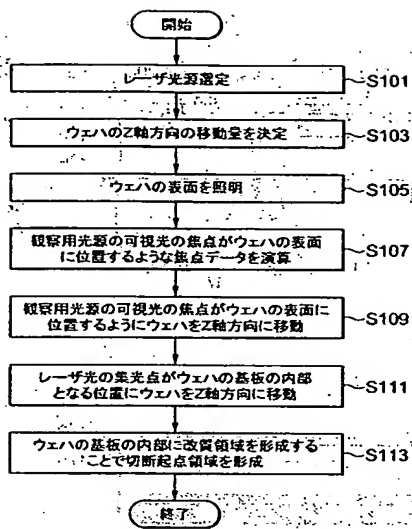 開始
レーザ光源選定
S101
ウェハのZ軸方向の移動量を決定
S103
ウェハの表面を照明
S105
観察用光源の可視光の焦点がウェハの表面
に位置するような焦点データを演算
S107
観察用光源の可視光の焦点がウェハの表面に
位置するようにウェハをZ軸方向に移動
S109
レーザ光の集光点がウェハの基板の内部
となる位置にウェハをZ軸方向に移動
S111
ウェハの基板の内部に改質領域を形成する
ことで切断起点領域を形成
S113
終了